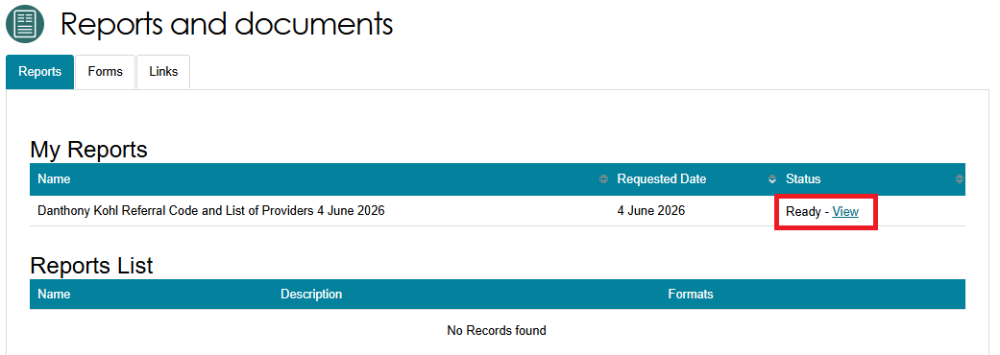 Reports and documents
Reports Forms Links
My Reports
Name Requested Date Status
Danthony Kohl Referral Code and List of Providers 4 June 2026 4 June 2026 Ready - View
Reports List
Name Description Formats
No Records found